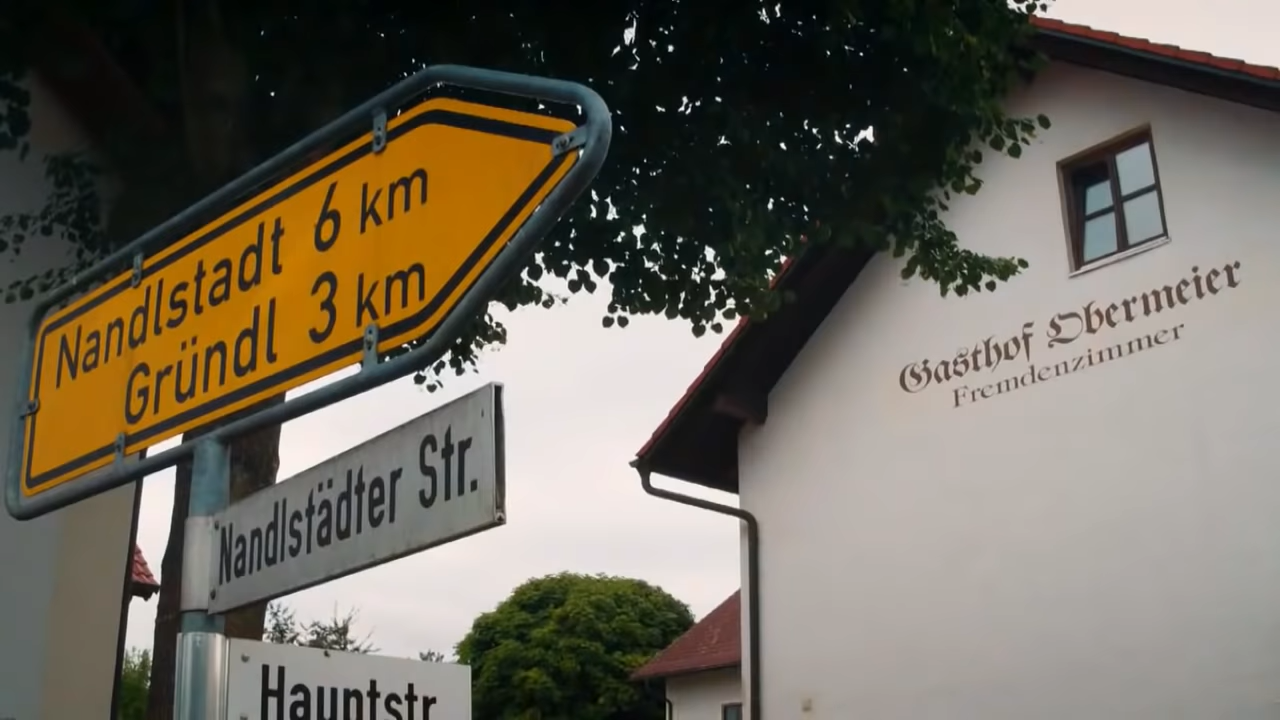 Nandlstadt 6 km
Gründl 3 km
Nandlstädter Str.
Hauptstr.
Gasthof Obermeier
Fremdenzimmer